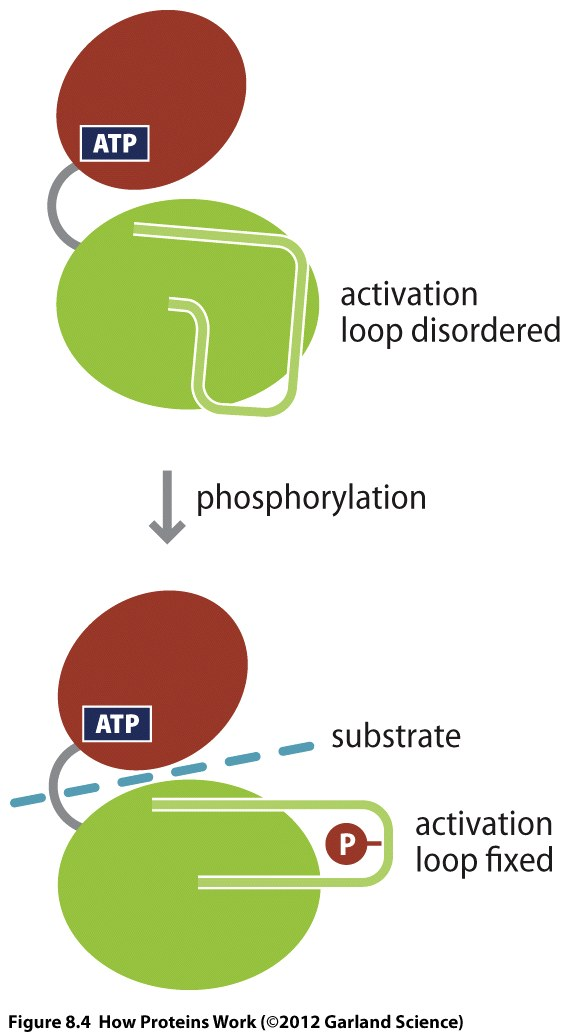 ATP
activation
loop disordered
phosphorylation
ATP
substrate
activation
loop fixed
P
Figure 8.4 How Proteins Work (©2012 Garland Science)